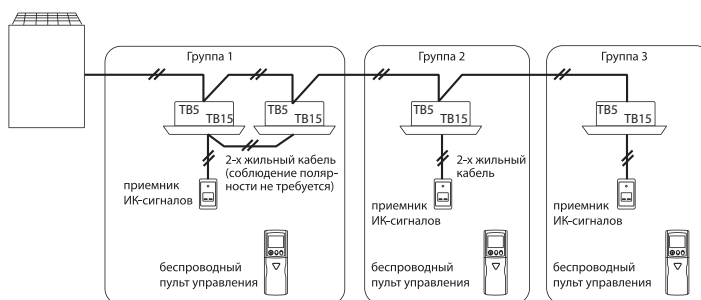 Группа 1
Группа 2
Группа 3
TB5
TB15
TB5
TB15
TB5
TB15
TB5
TB15
2-х жильный кабель
(соблюдение поляр-
ности не требуется)
2-х жильный
кабель
приемник
ИК-сигналов
приемник
ИК-сигналов
приемник
ИК-сигналов
беспроводный
пульт управления
беспроводный
пульт управления
беспроводный
пульт управления